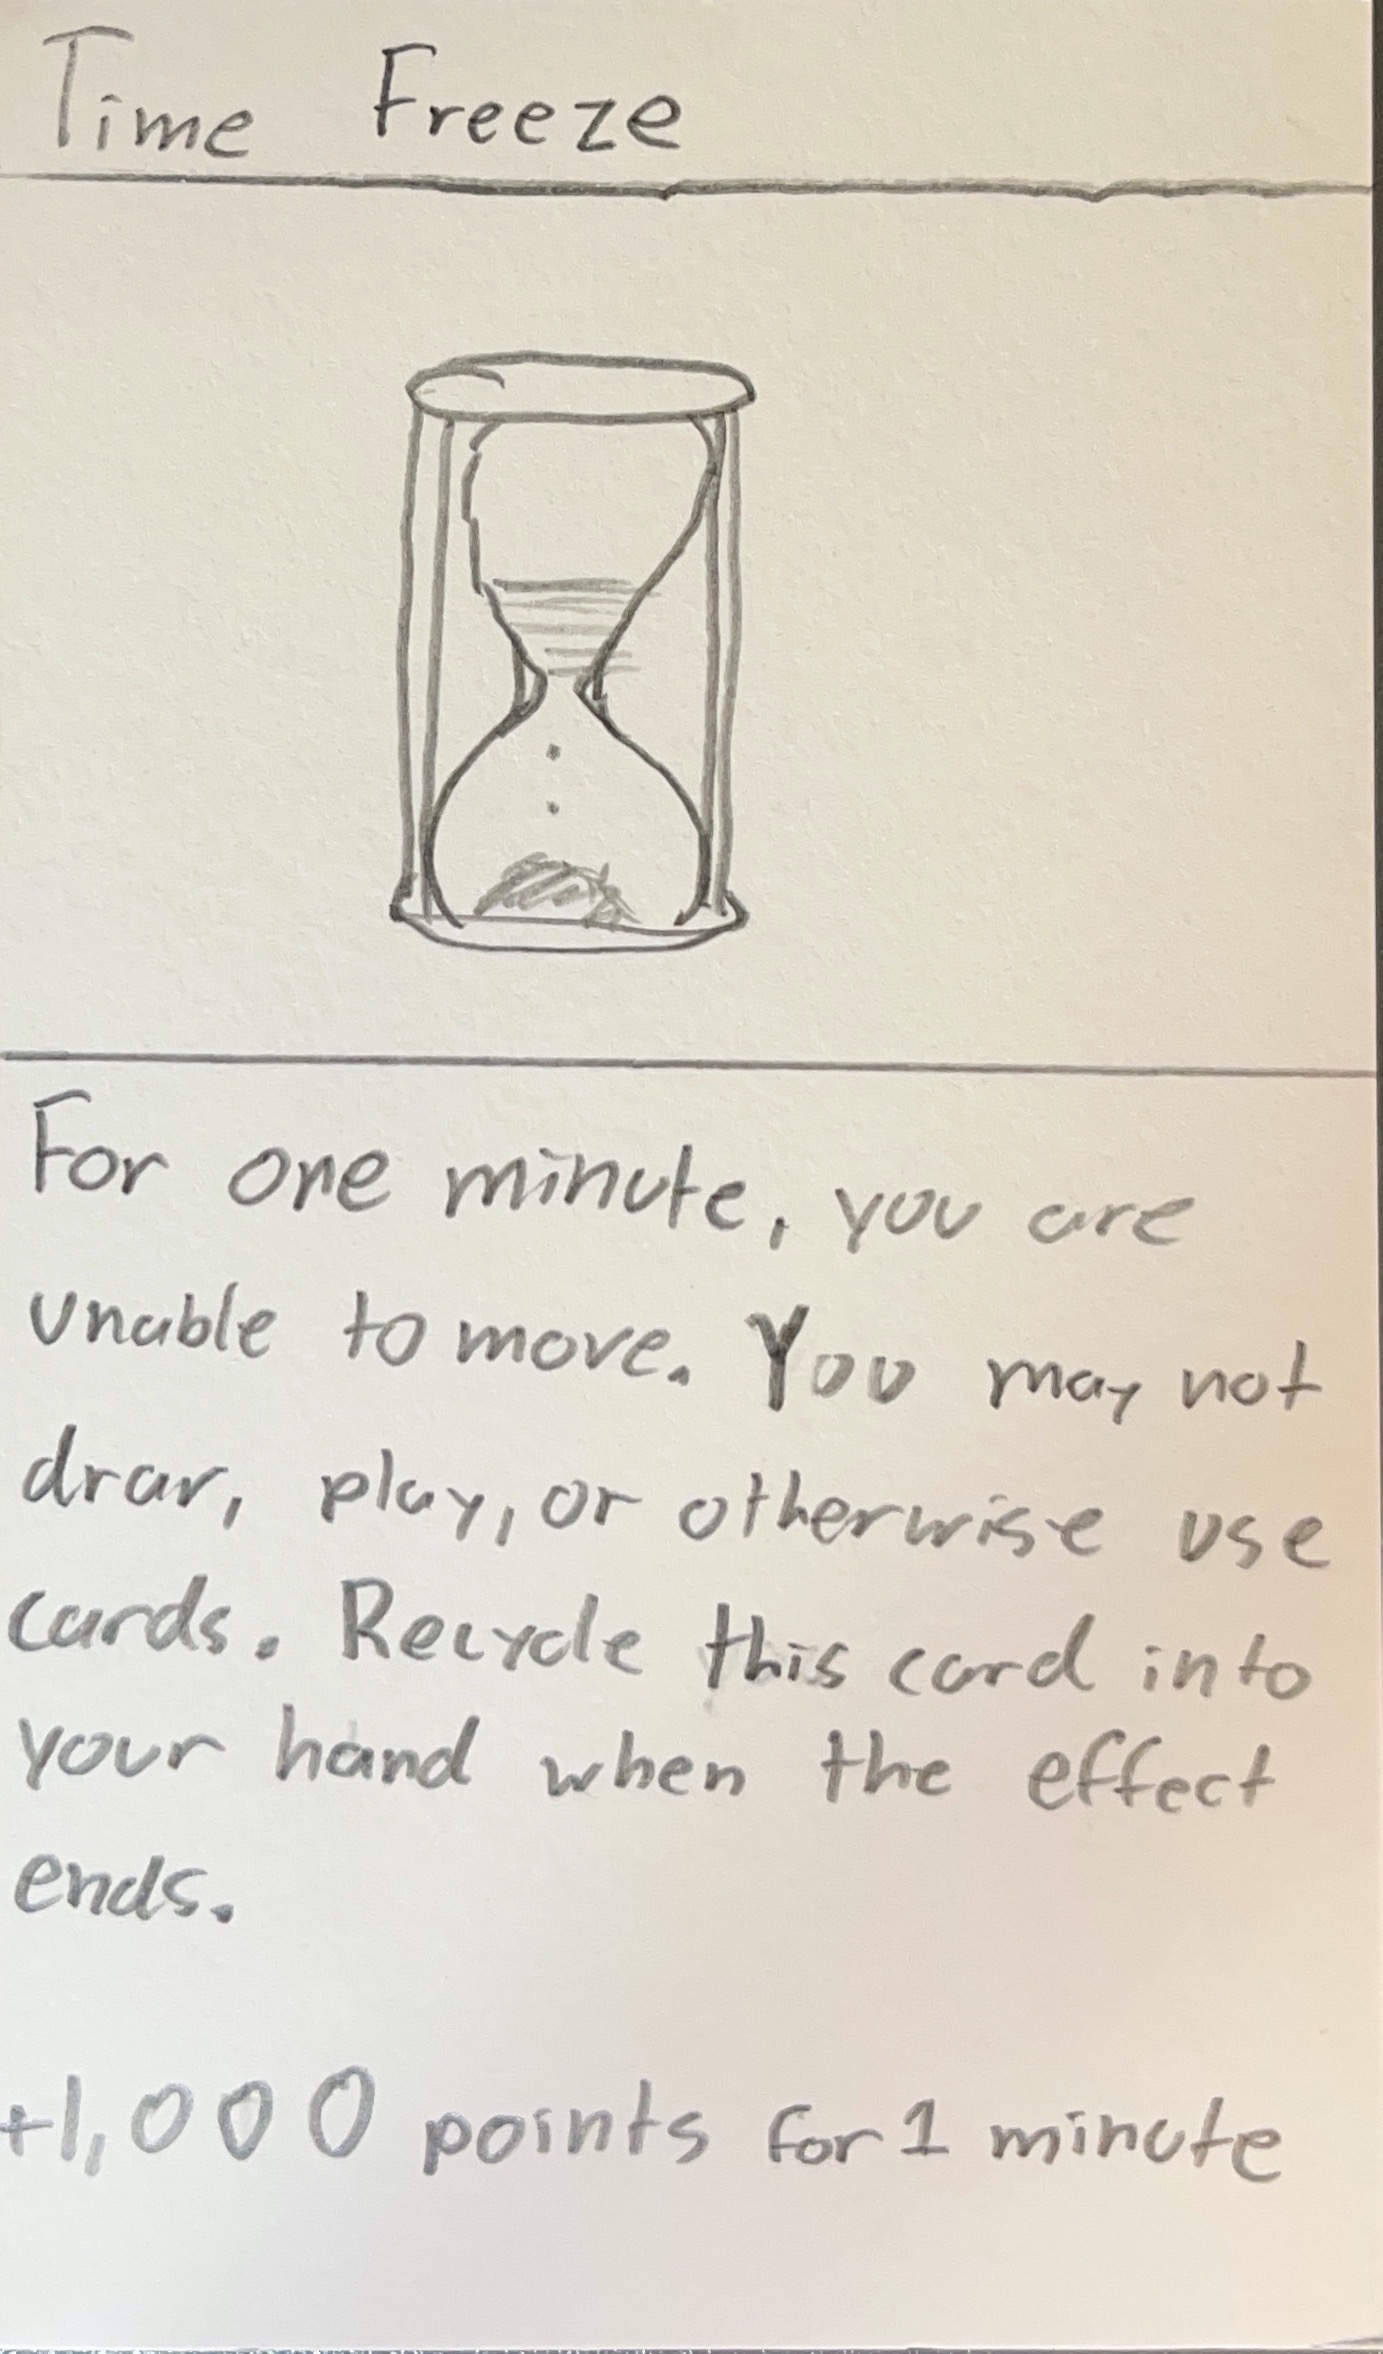 Time Freeze
For one minute, you are
unable to move. You may not
draw, play, or otherwise use
cards. Recycle this card into
your hand when the effect
ends.
+1,000 points for 1 minute